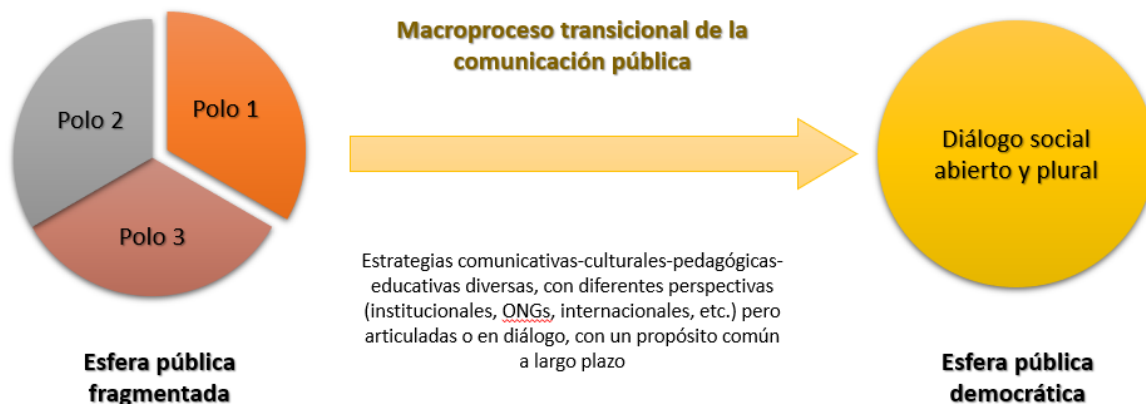 Polo 2
Polo 1
Polo 3
Esfera pública
fragmentada
Macroproceso transicional de la
comunicación pública
Estrategias comunicativas-culturales-pedagógicas-
educativas diversas, con diferentes perspectivas
(institucionales, ONGs, internacionales, etc.) pero
articuladas o en diálogo, con un propósito común
a largo plazo
Diálogo social
abierto y plural
Esfera pública
democrática